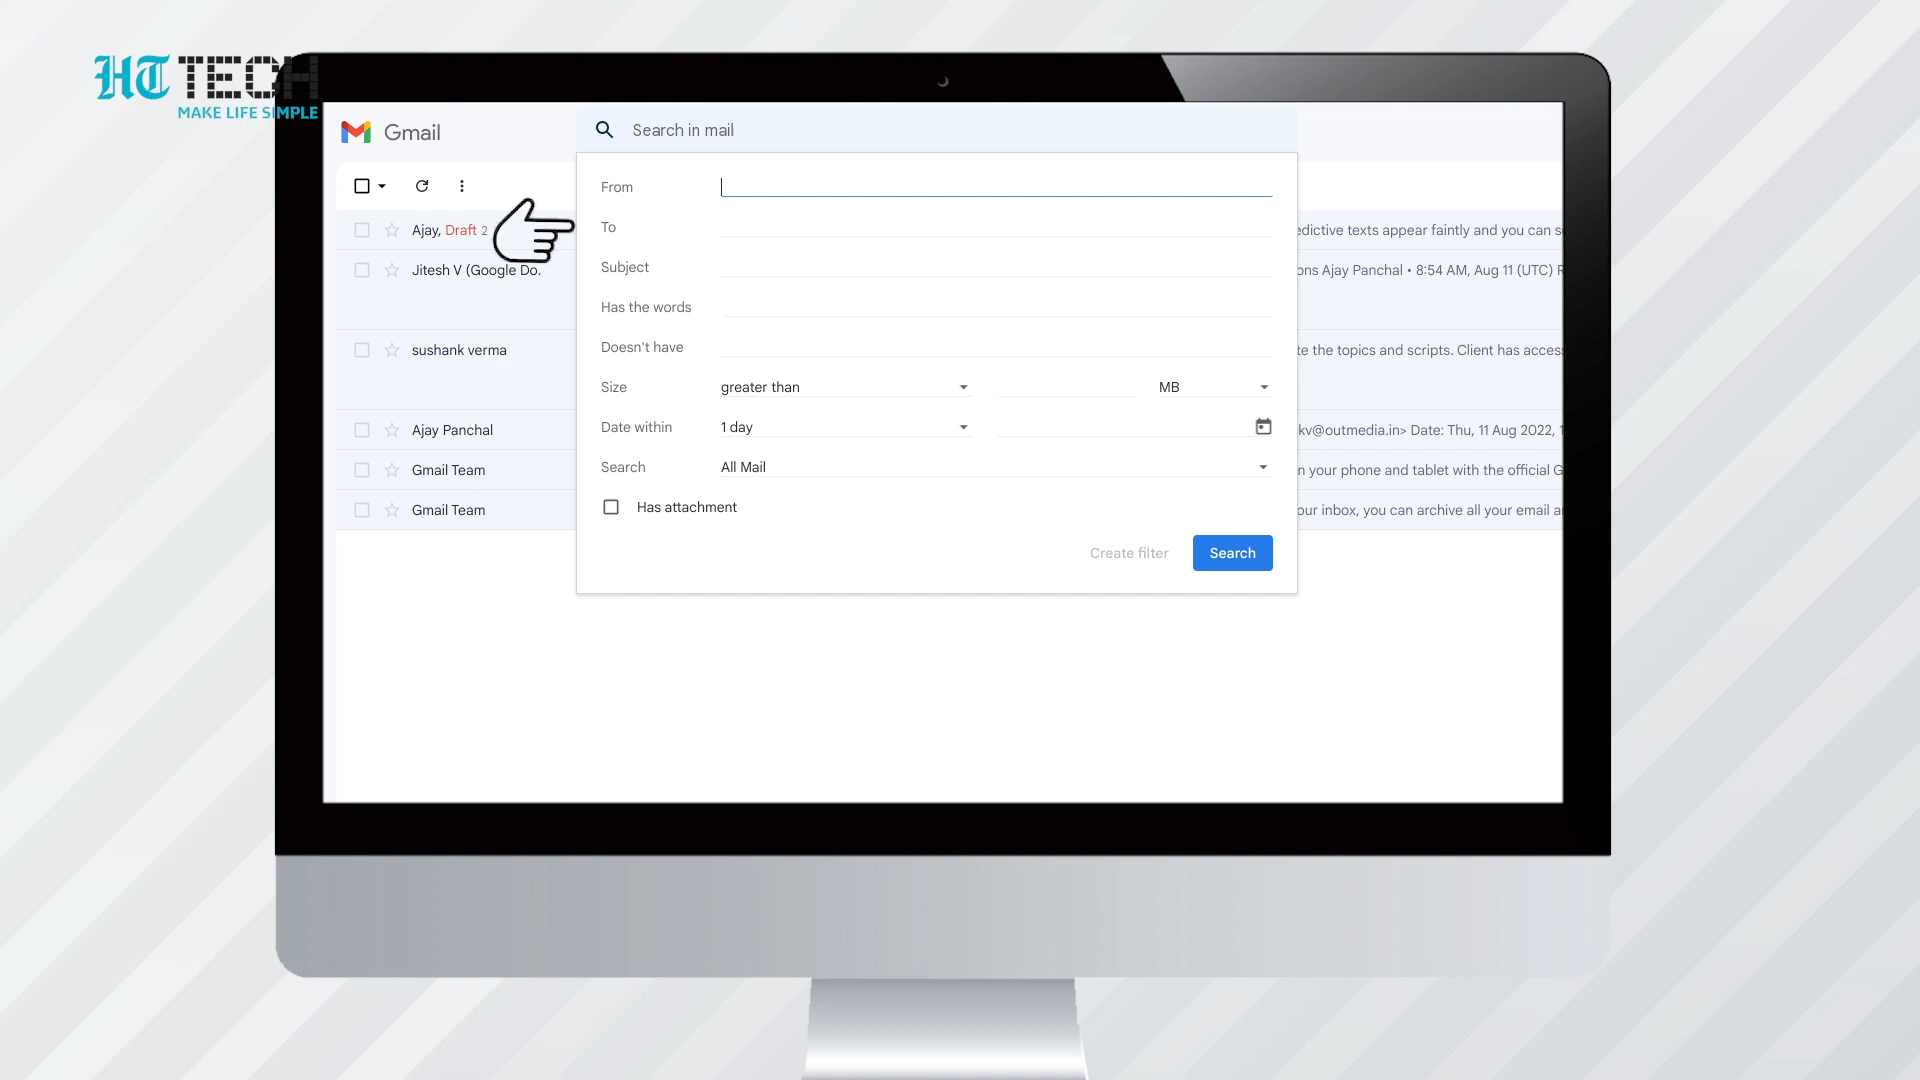 HT TECH
MAKE LIFE SIMPLE
Gmail
Search in mail
From
To
Subject
Has the words
Doesn't have
Size greater than MB
Date within 1 day
Search All Mail
Has attachment
Create filter Search
Ajay, Draft 2
Jitesh V (Google Do.
sushank verma
Ajay Panchal
Gmail Team
Gmail Team
edictive texts appear faintly and you can s
ons Ajay Panchal • 8:54 AM, Aug 11 (UTC) R
te the topics and scripts. Client has acces
kv@outmedia.in> Date: Thu, 11 Aug 2022, 1
n your phone and tablet with the official G
our inbox, you can archive all your email a